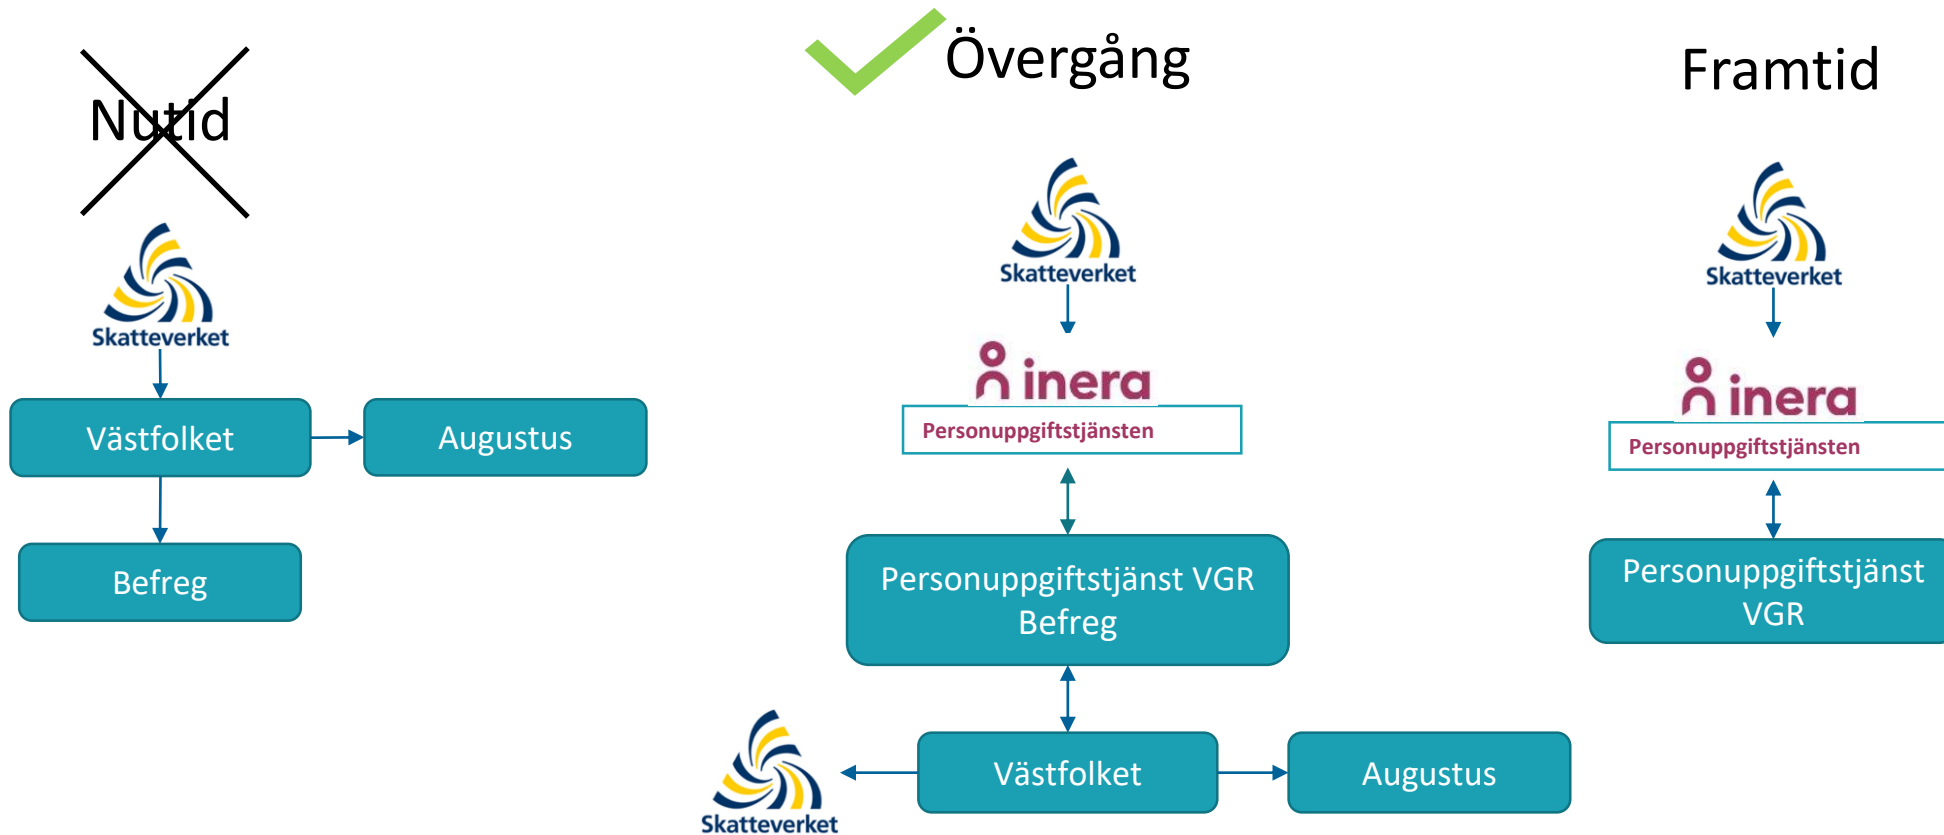 Nutid
Skatteverket
Västfolket
Augustus
Befreg
Övergång
Skatteverket
inera
Personuppgiftstjänsten
Personuppgiftstjänst VGR
Befreg
Västfolket
Augustus
Skatteverket
Framtid
Skatteverket
inera
Personuppgiftstjänsten
Personuppgiftstjänst
VGR